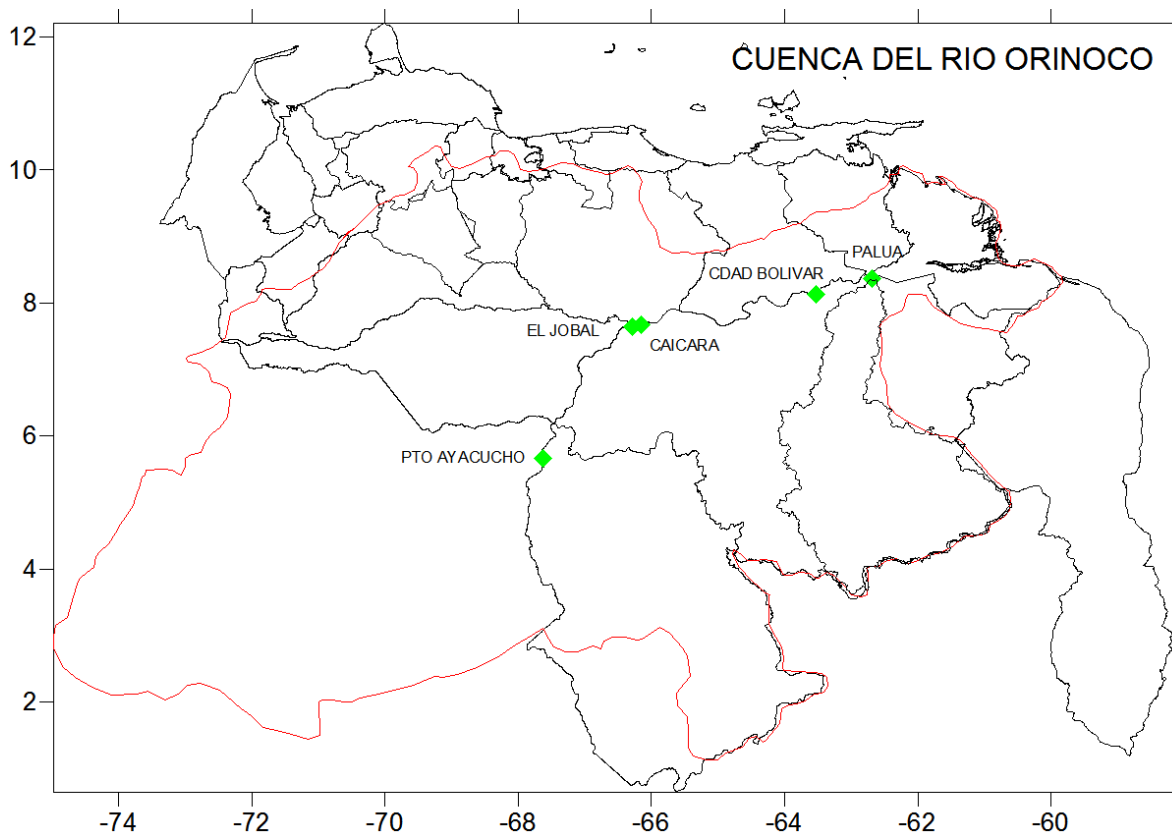 CUENCA DEL RIO ORINOCO
12
10
8
6
4
2
PALUA
CDAD BOLIVAR
EL JOBAL
CAICARA
PTO AYACUCHO
-74
-72
-70
-68
-66
-64
-62
-60